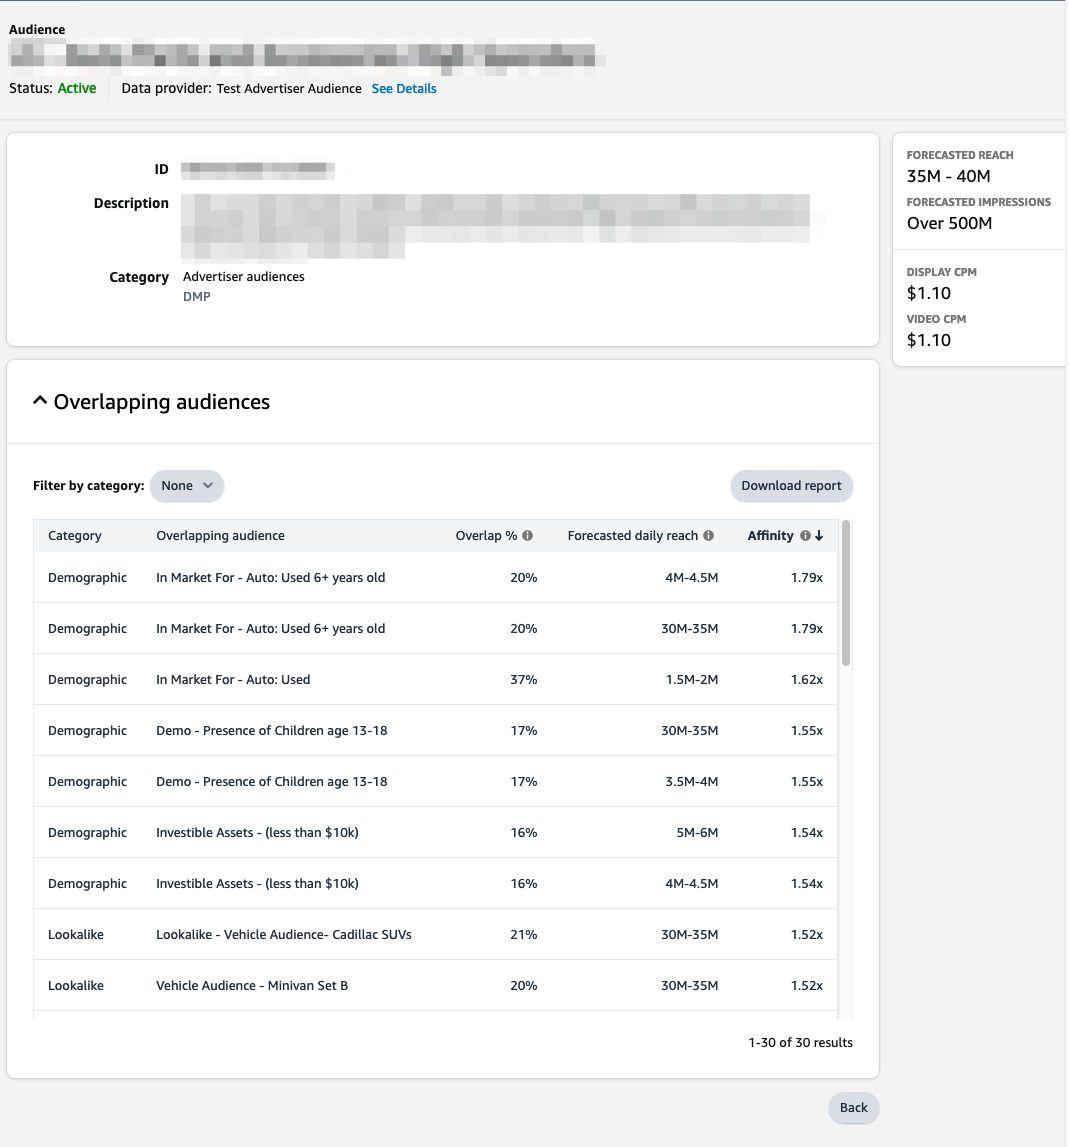 Audience
Status: Active Data provider: Test Advertiser Audience See Details
ID
Description
Category Advertiser audiences
DMP
FORECASTED REACH
35M - 40M
FORECASTED IMPRESSIONS
Over 500M
DISPLAY CPM
$1.10
VIDEO CPM
$1.10
Overlapping audiences
Filter by category: None Download report
Category Overlapping audience Overlap % Forecasted daily reach Affinity
Demographic In Market For - Auto: Used 6+ years old 20% 4M-4.5M 1.79x
Demographic In Market For - Auto: Used 6+ years old 20% 30M-35M 1.79x
Demographic In Market For - Auto: Used 37% 1.5M-2M 1.62x
Demographic Demo - Presence of Children age 13-18 17% 30M-35M 1.55x
Demographic Demo - Presence of Children age 13-18 17% 3.5M-4M 1.55x
Demographic Investible Assets - (less than $10k) 16% 5M-6M 1.54x
Demographic Investible Assets - (less than $10k) 16% 4M-4.5M 1.54x
Lookalike Lookalike - Vehicle Audience- Cadillac SUVs 21% 30M-35M 1.52x
Lookalike Vehicle Audience - Minivan Set B 20% 30M-35M 1.52x
1-30 of 30 results
Back